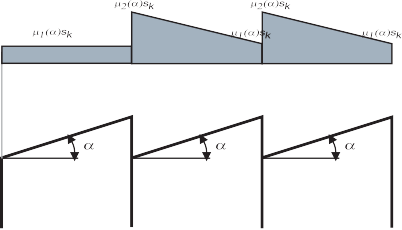 μ₂(α)sₖ μ₂(α)sₖ
μ₁(α)sₖ μ₁(α)sₖ μ₁(α)sₖ
α α α